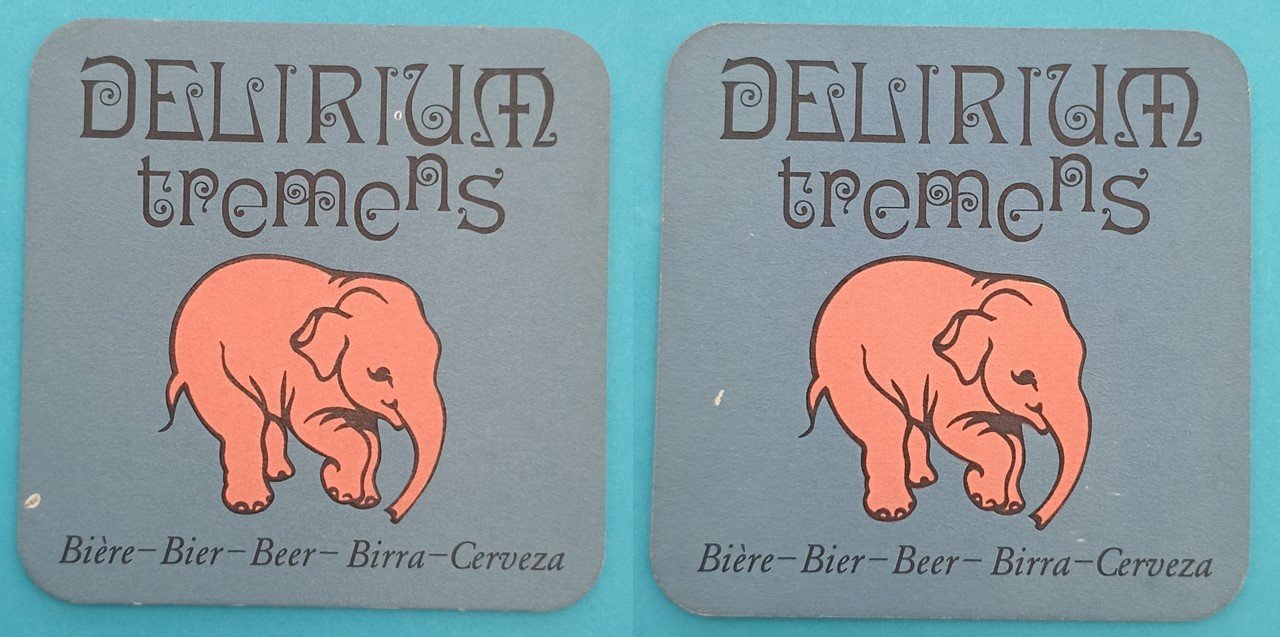 DELIRIUM
tremens
Bière – Bier – Beer – Birra – Cerveza
DELIRIUM
tremens
Bière – Bier – Beer – Birra – Cerveza